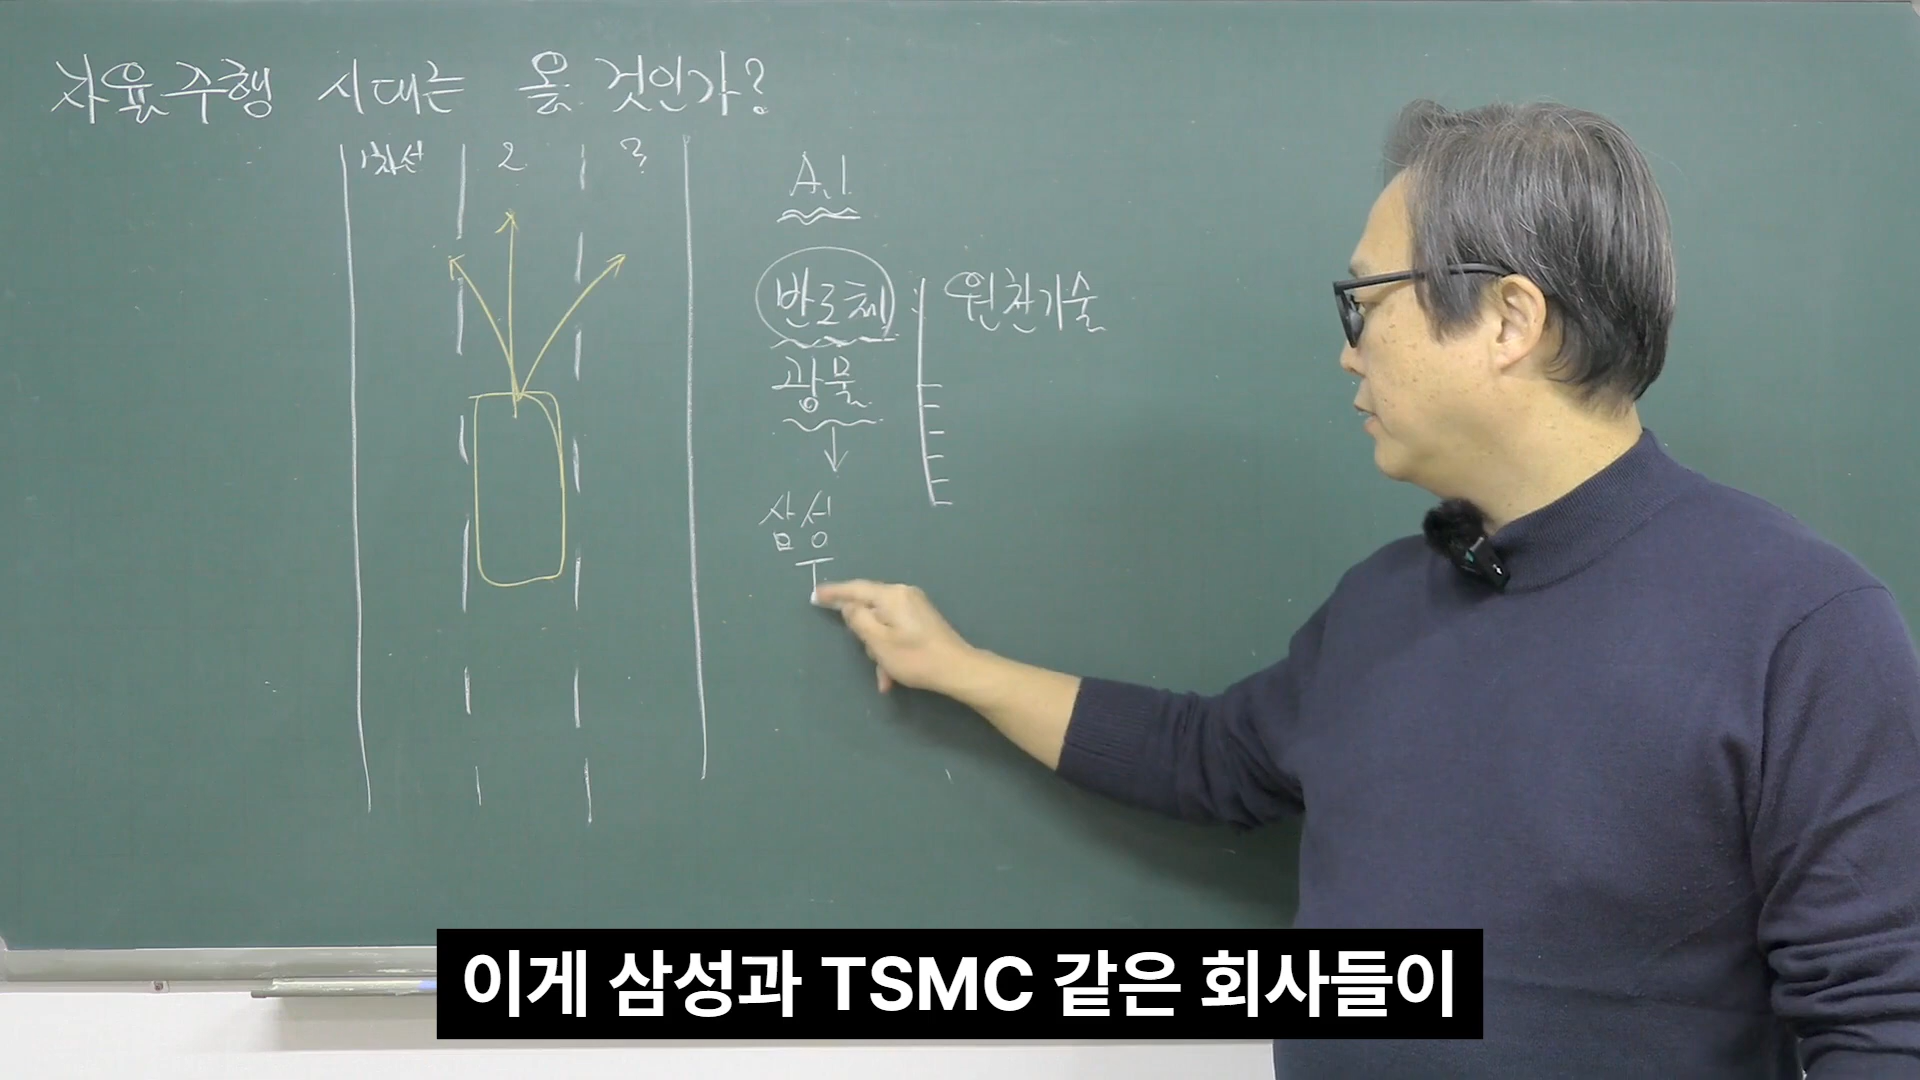 자율주행 시대는 올 것인가?
1차선 2 3
A.I
반도체 원천기술
광물
삼성
T
이게 삼성과 TSMC 같은 회사들이